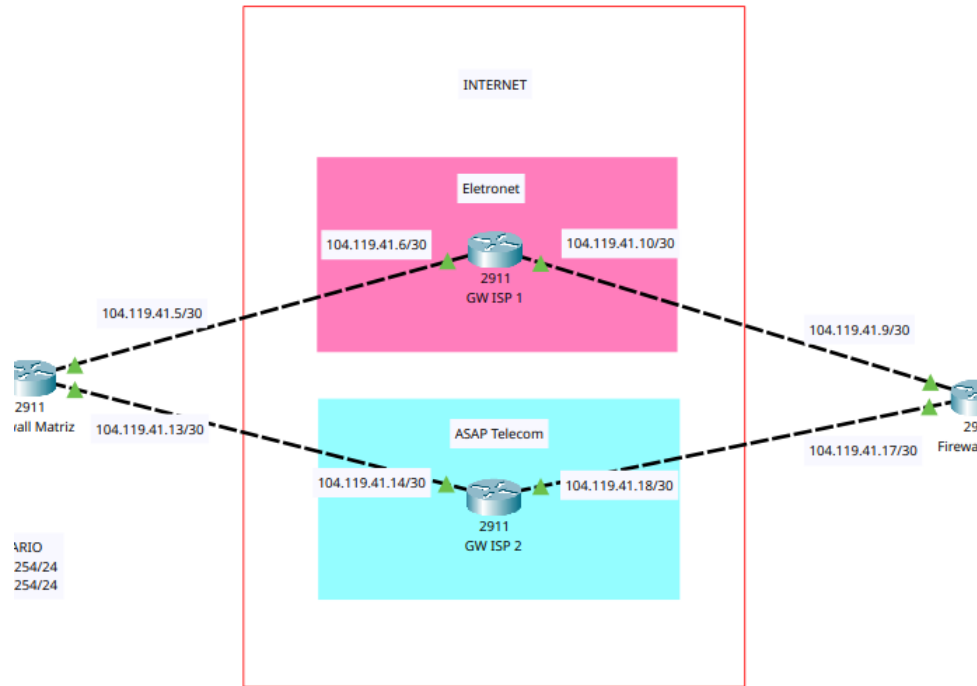 INTERNET
Eletronet
104.119.41.6/30
104.119.41.10/30
2911
GW ISP 1
104.119.41.5/30
104.119.41.9/30
2911
Matriz
104.119.41.13/30
ASAP Telecom
104.119.41.17/30
104.119.41.14/30
104.119.41.18/30
2911
GW ISP 2
254/24
254/24